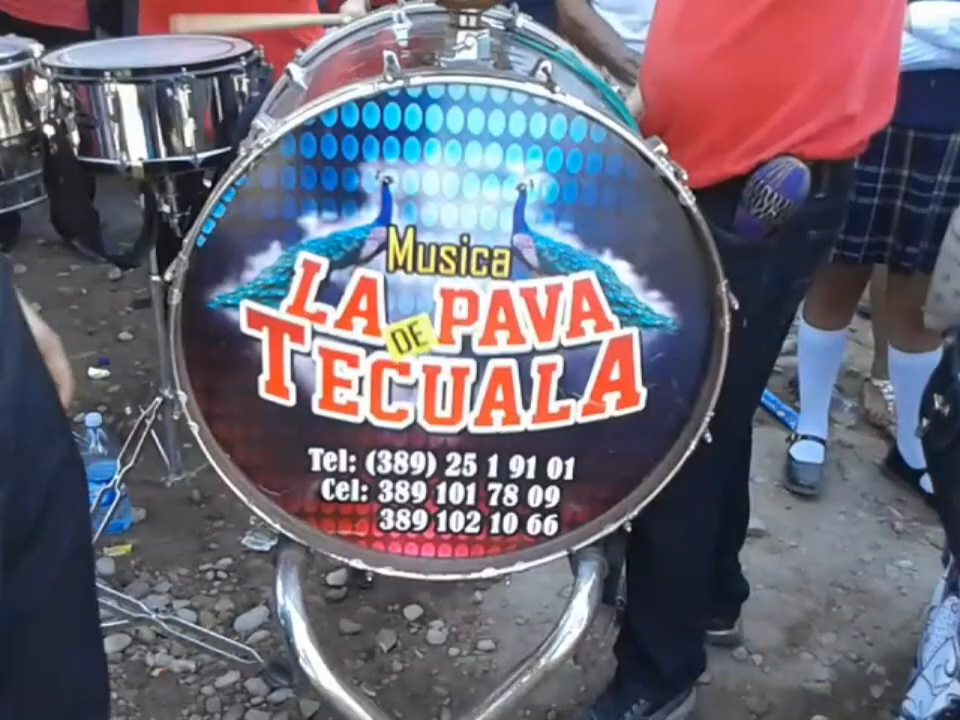 Musica
LA PAVA
DE
TECUALA
Tel: (389) 25 1 91 01
Cel: 389 101 78 09
389 102 10 66